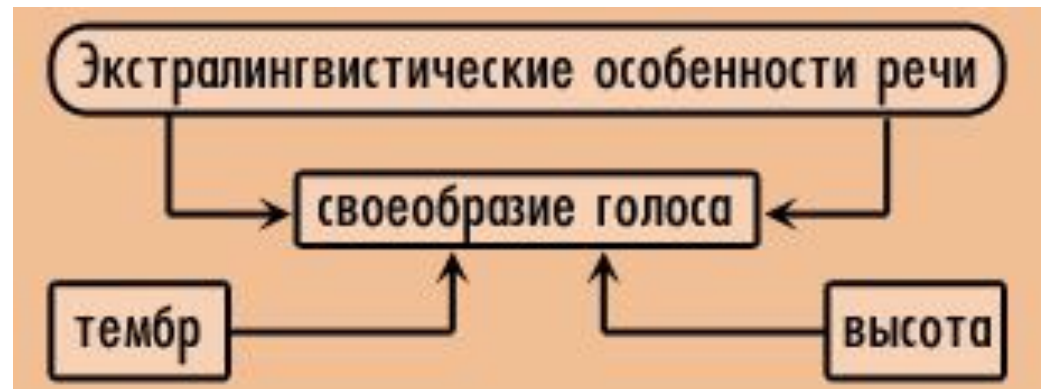 Экстралингвистические особенности речи
своеобразие голоса
тембр
высота